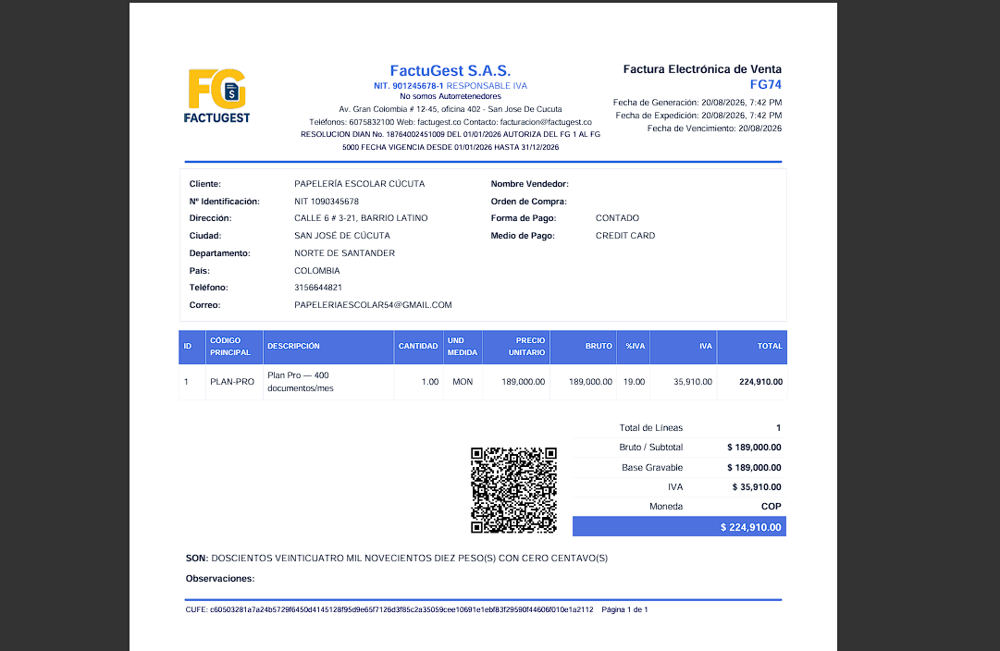 FG
$
FACTUGEST
FactuGest S.A.S.
NIT. 901245678-1 RESPONSABLE IVA
No somos Autorretenedores
Av. Gran Colombia # 12-45, oficina 402 - San Jose De Cucuta
Teléfonos: 6075832100 Web: factugest.co Contacto: facturacion@factugest.co
RESOLUCION DIAN No. 18764002451009 DEL 01/01/2026 AUTORIZA DEL FG 1 AL FG
5000 FECHA VIGENCIA DESDE 01/01/2026 HASTA 31/12/2026
Factura Electrónica de Venta
FG74
Fecha de Generación: 20/08/2026, 7:42 PM
Fecha de Expedición: 20/08/2026, 7:42 PM
Fecha de Vencimiento: 20/08/2026
Cliente: PAPELERÍA ESCOLAR CÚCUTA
Nº Identificación: NIT 1090345678
Dirección: CALLE 6 # 3-21, BARRIO LATINO
Ciudad: SAN JOSÉ DE CÚCUTA
Departamento: NORTE DE SANTANDER
País: COLOMBIA
Teléfono: 3156644821
Correo: PAPELERIAESCOLAR54@GMAIL.COM
Nombre Vendedor:
Orden de Compra:
Forma de Pago: CONTADO
Medio de Pago: CREDIT CARD
ID CÓDIGO PRINCIPAL DESCRIPCIÓN CANTIDAD UND MEDIDA PRECIO UNITARIO BRUTO %IVA IVA TOTAL
1 PLAN-PRO Plan Pro — 400 documentos/mes 1.00 MON 189,000.00 189,000.00 19.00 35,910.00 224,910.00
Total de Líneas 1
Bruto / Subtotal $ 189,000.00
Base Gravable $ 189,000.00
IVA $ 35,910.00
Moneda COP
$ 224,910.00
SON: DOSCIENTOS VEINTICUATRO MIL NOVECIENTOS DIEZ PESO(S) CON CERO CENTAVO(S)
Observaciones:
CUFE: c60503281a7a24b5729f6450d4145128f95d9e65f7126d3f85c2a35059cee10691e1ebf83f29590f44606f010e1a2112 Página 1 de 1